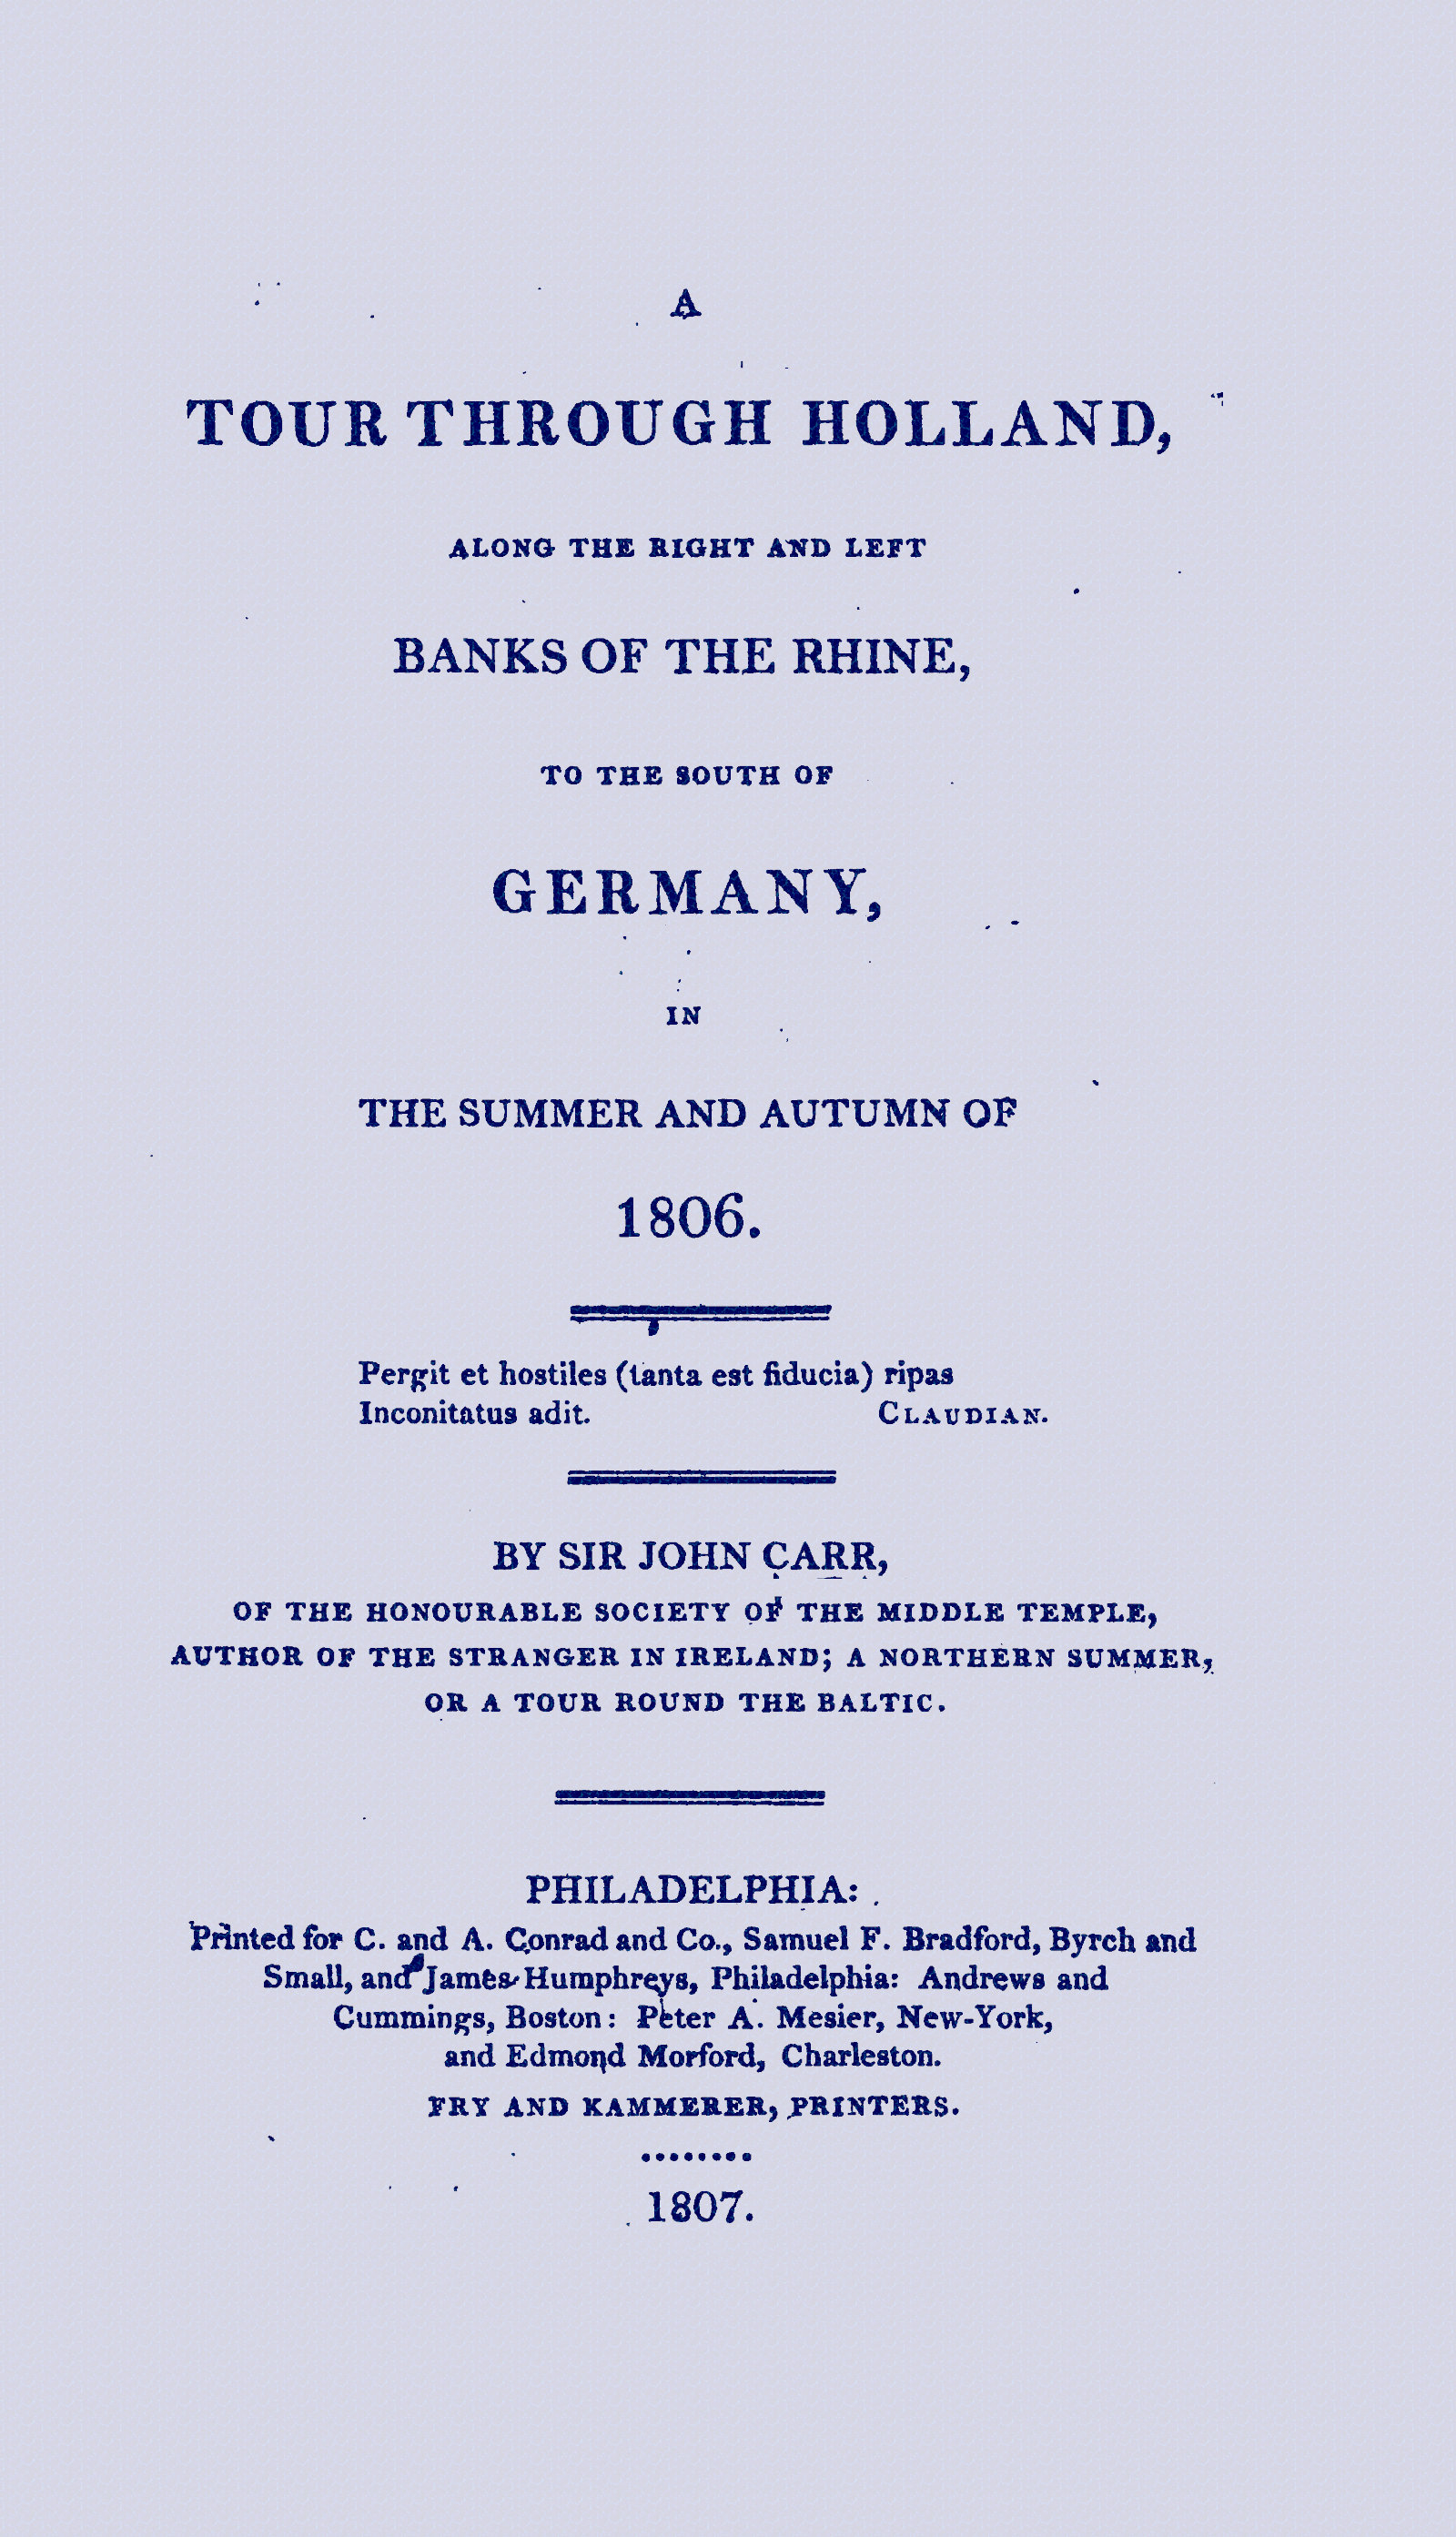 A
TOUR THROUGH HOLLAND,
ALONG THE RIGHT AND LEFT
BANKS OF THE RHINE,
TO THE SOUTH OF
GERMANY,
IN
THE SUMMER AND AUTUMN OF
1806.
Pergit et hostiles (tanta est fiducia) ripas
Inconitatus adit. CLAUDIAN.
BY SIR JOHN CARR,
OF THE HONOURABLE SOCIETY OF THE MIDDLE TEMPLE,
AUTHOR OF THE STRANGER IN IRELAND; A NORTHERN SUMMER,
OR A TOUR ROUND THE BALTIC.
PHILADELPHIA:
Printed for C. and A. Conrad and Co., Samuel F. Bradford, Byrch and
Small, and James Humphreys, Philadelphia: Andrews and
Cummings, Boston: Peter A. Mesier, New-York,
and Edmond Morford, Charleston.
FRY AND KAMMERER, PRINTERS.
........
1807.